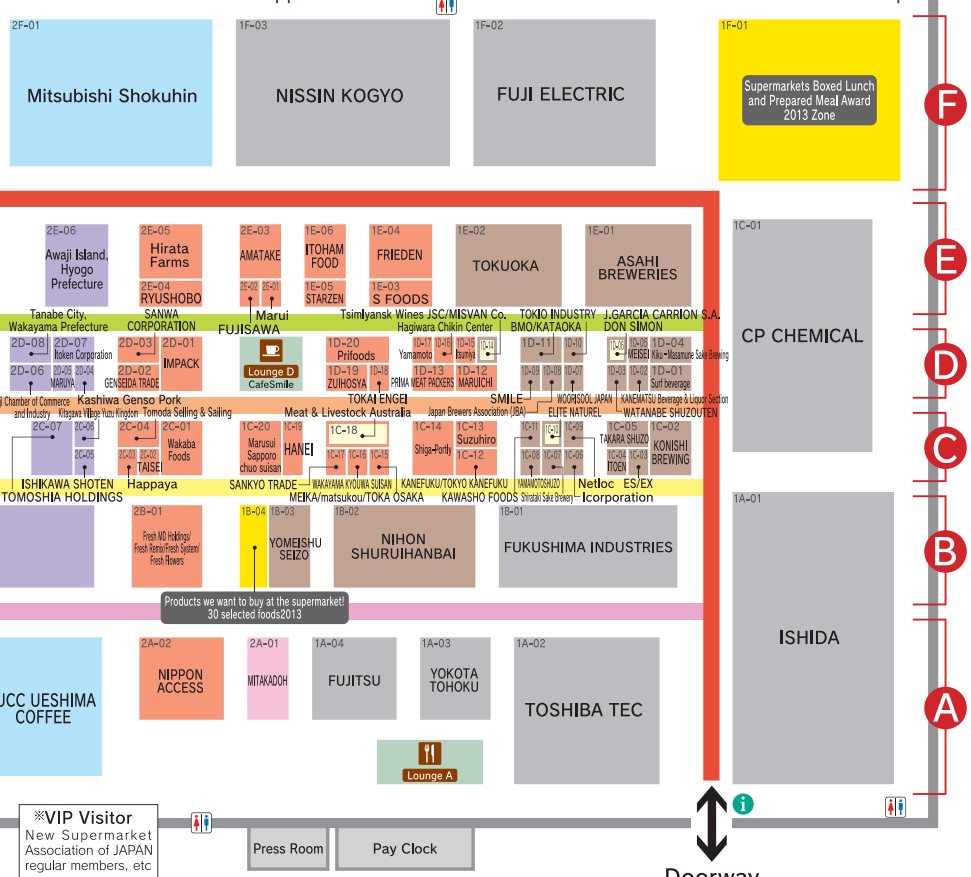 2F-01
Mitsubishi Shokuhin
1F-03
NISSIN KOGYO
1F-02
FUJI ELECTRIC
1F-01
Supermarkets Boxed Lunch
and Prepared Meal Award
2013 Zone
F
2E-06
Awaji Island,
Hyogo
Prefecture
2E-05
Hirata
Farms
2E-04
RYUSHOBO
2E-03
AMATAKE
2E-02
2E-01
1E-06
ITOHAM
FOOD
1E-05
STARZEN
1E-04
FRIEDEN
1E-03
S FOODS
1E-02
TOKUOKA
1E-01
ASAHI
BREWERIES
1C-01
CP CHEMICAL
E
Tanabe City,
Wakayama Prefecture
SANWA
CORPORATION
FUJISAWA
Marui
Tsimlyansk Wines JSC/MISVAN Co.
Hagiwara Chikin Center
TOKIO INDUSTRY
BMO/KATAOKA
J.GARCIA CARRION S.A.
DON SIMON
2D-08
2D-07
Itoken Corporation
2D-06
2D-05
MARUYA
2D-04
2D-03
2D-02
GENSEIDA TRADE
2D-01
IMPACK
Lounge D
CafeSmile
1D-20
Prifoods
1D-19
ZUIHOSYA
1D-18
1D-17
Yamamoto
1D-16
1D-15
Itsumiya
1D-14
1D-13
PRIMA MEAT PACKERS
1D-12
MARUICHI
1D-11
1D-10
1D-09
1D-08
1D-07
1D-06
1D-05
MEISEI
1D-04
Kiku-Masamune Sake Brewing
1D-03
1D-02
1D-01
Surf beverage
D
i Chamber of Commerce
and Industry
Kashiwa Genso Pork
Kitagawa Village Yuzu Kingdom
Tomoda Selling & Sailing
TOKAI ENGEI
Meat & Livestock Australia
SMILE
Japan Brewers Association (JBA)
WOORISOOL JAPAN
ELITE NATUREL
KANEMATSU Beverage & Liquor Section
WATANABE SHUZOUTEN
2C-07
2C-06
2C-05
2C-04
2C-03
2C-02
TAISEI
2C-01
Wakaba
Foods
1C-20
Marusui
Sapporo
chuo suisan
1C-19
HANEI
1C-18
1C-17
1C-16
1C-15
1C-14
Shiga-Portly
1C-13
Suzuhiro
1C-12
1C-11
1C-10
1C-09
1C-08
1C-07
1C-06
1C-05
TAKARA SHUZO
1C-04
ITOEN
1C-03
1C-02
KONISHI
BREWING
C
ISHIKAWA SHOTEN
TOMOSHIA HOLDINGS
Happaya
SANKYO TRADE
WAKAYAMA KYOUWA SUISAN
MEIKA/matsukou/TOKA OSAKA
KANEFUKU/TOKYO KANEFUKU
KAWASHO FOODS
YAMAMOTOSHUZO
Shirataki Sake Brewery
Netloc
Icorporation
ES/EX
2B-01
Fresh MD Holdings/
Fresh Remix/Fresh System/
Fresh Flowers
1B-04
1B-03
YOMEISHU
SEIZO
1B-02
NIHON
SHURUIHANBAI
1B-01
FUKUSHIMA INDUSTRIES
1A-01
ISHIDA
B
Products we want to buy at the supermarket!
30 selected foods2013
UCC UESHIMA
COFFEE
2A-02
NIPPON
ACCESS
2A-01
MITAKADOH
1A-04
FUJITSU
1A-03
YOKOTA
TOHOKU
1A-02
TOSHIBA TEC
A
Lounge A
※VIP Visitor
New Supermarket
Association of JAPAN
regular members, etc
Press Room
Pay Clock
i
Doorway